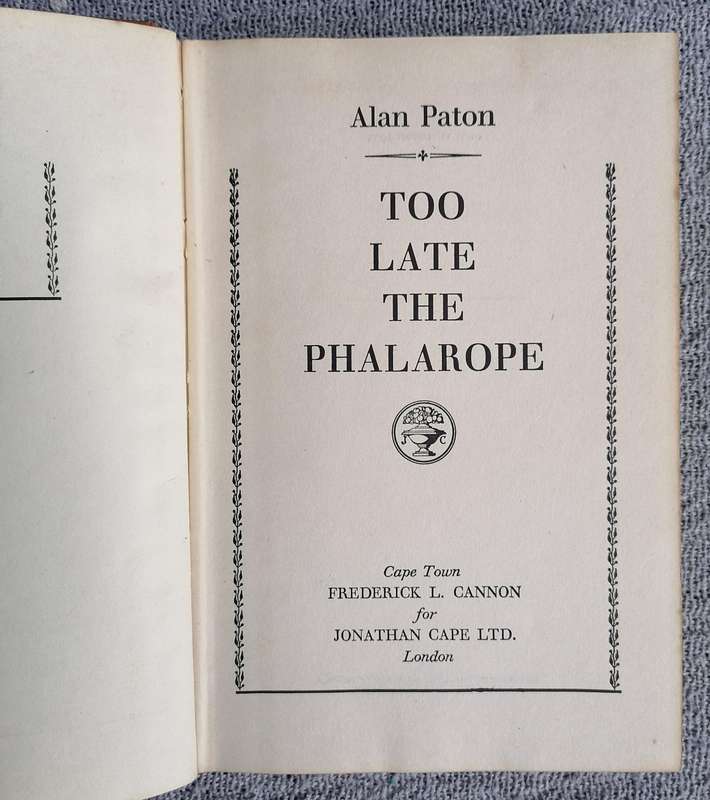 Alan Paton
TOO
LATE
THE
PHALAROPE
J C
Cape Town
FREDERICK L. CANNON
for
JONATHAN CAPE LTD.
London